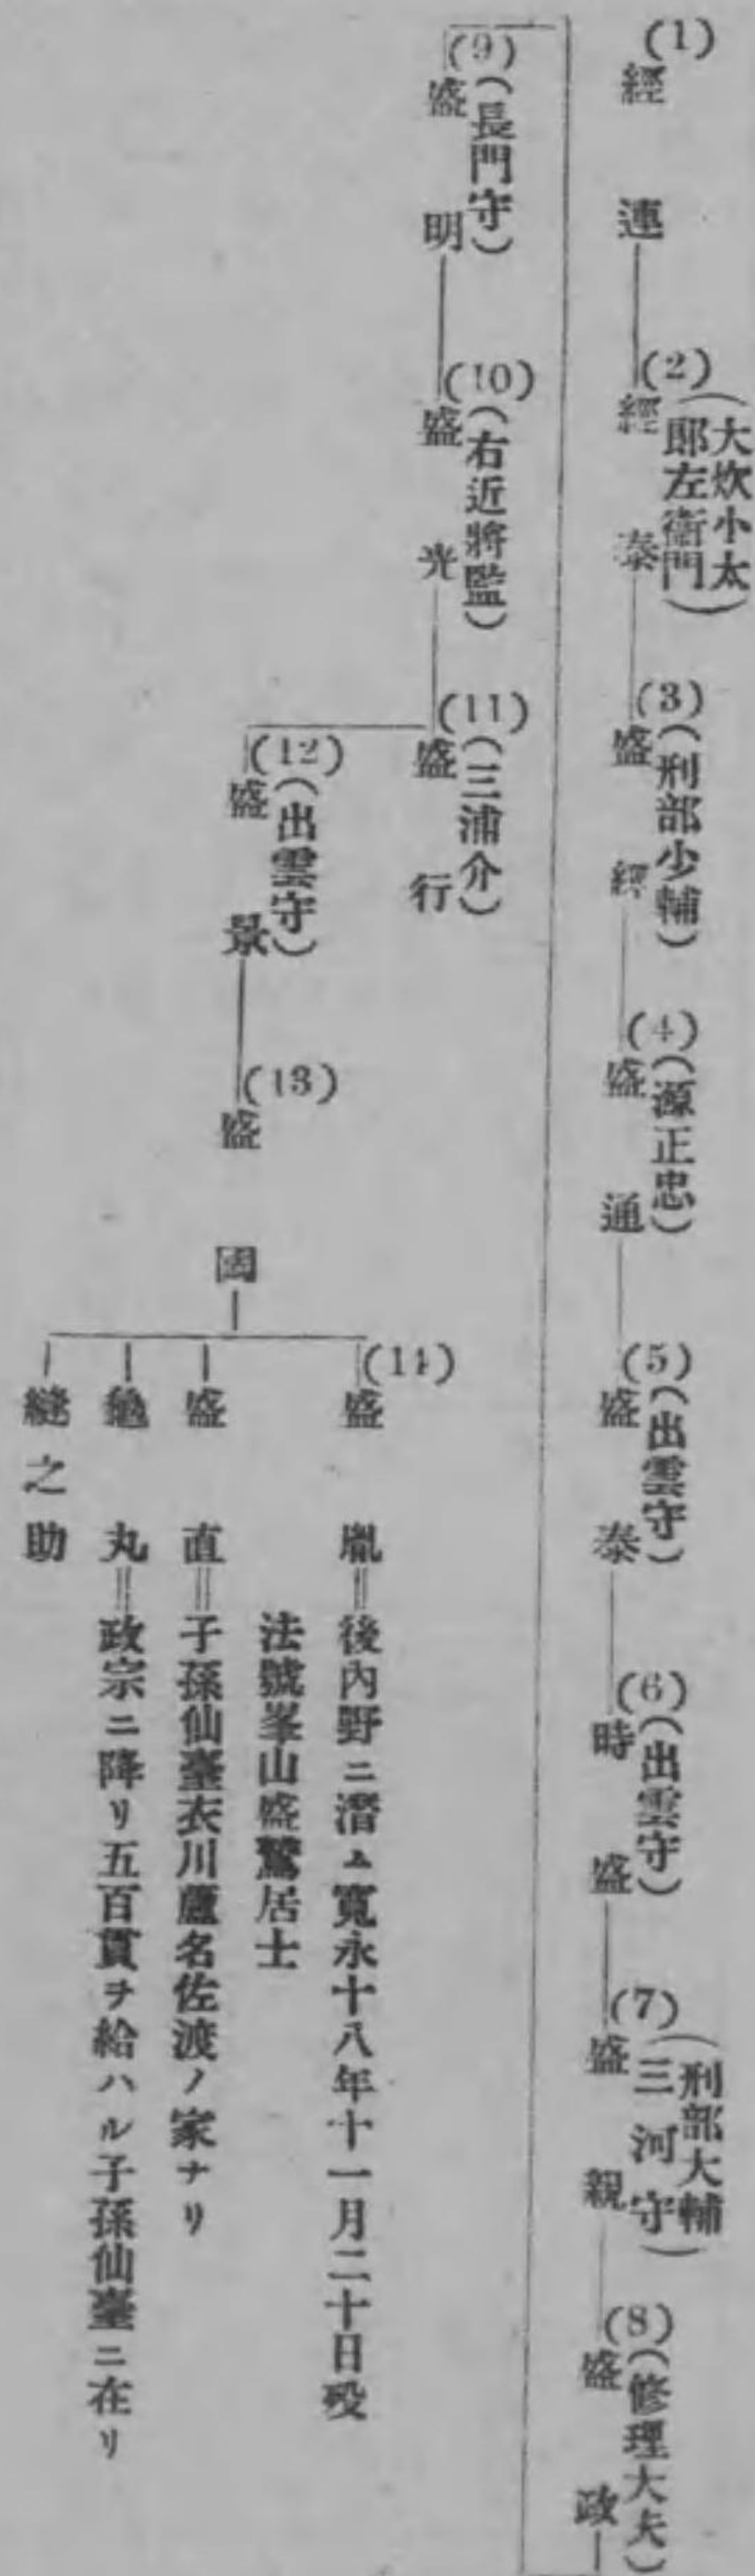 (1)經連
(2)經泰(大炊小太郎左衛門)
(3)盛經(刑部少輔)
(4)盛通(源正忠)
(5)盛泰(出雲守)
(6)時盛(出雲守)
(7)盛親(刑部大輔三河守)
(8)盛政(修理大夫)
(9)盛明(長門守)
(10)盛光(右近將監)
(11)盛行(三浦介)
(12)盛景(出雲守)
(13)盛國
(14)盛胤=後內野ニ潛ム寬永十八年十一月二十日歿
法號峯山盛鷲居士
盛直=子孫仙臺衣川蘆名佐渡ノ家ナリ
龜丸=政宗ニ降リ五百貫ヲ給ハル子孫仙臺ニ在リ
縫之助